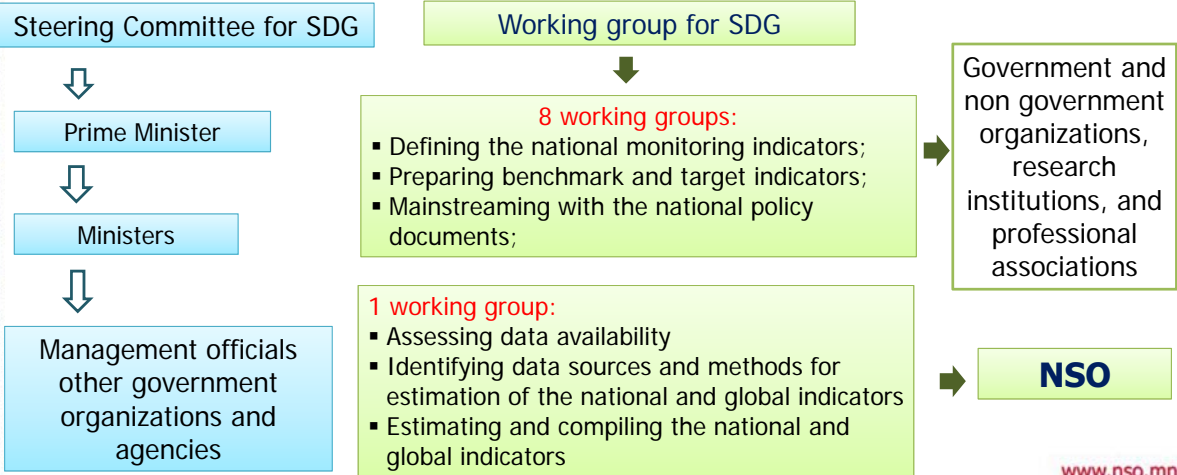 Steering Committee for SDG
Prime Minister
Ministers
Management officials
other government
organizations and
agencies
Working group for SDG
8 working groups:
▪ Defining the national monitoring indicators;
▪ Preparing benchmark and target indicators;
▪ Mainstreaming with the national policy
documents;
Government and
non government
organizations,
research
institutions, and
professional
associations
1 working group:
▪ Assessing data availability
▪ Identifying data sources and methods for
estimation of the national and global indicators
▪ Estimating and compiling the national and
global indicators
NSO
www.nso.mn